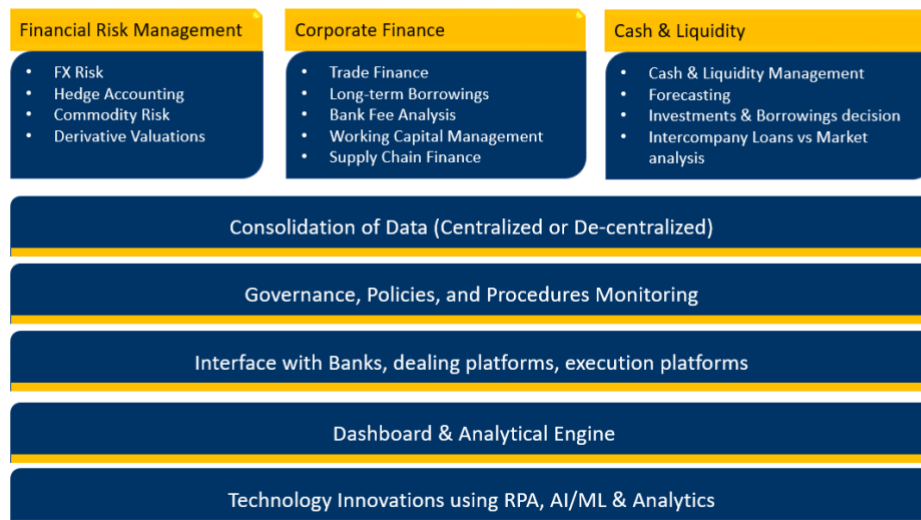 Financial Risk Management
• FX Risk
• Hedge Accounting
• Commodity Risk
• Derivative Valuations
Corporate Finance
• Trade Finance
• Long-term Borrowings
• Bank Fee Analysis
• Working Capital Management
• Supply Chain Finance
Cash & Liquidity
• Cash & Liquidity Management
• Forecasting
• Investments & Borrowings decision
• Intercompany Loans vs Market
analysis
Consolidation of Data (Centralized or De-centralized)
Governance, Policies, and Procedures Monitoring
Interface with Banks, dealing platforms, execution platforms
Dashboard & Analytical Engine
Technology Innovations using RPA, AI/ML & Analytics